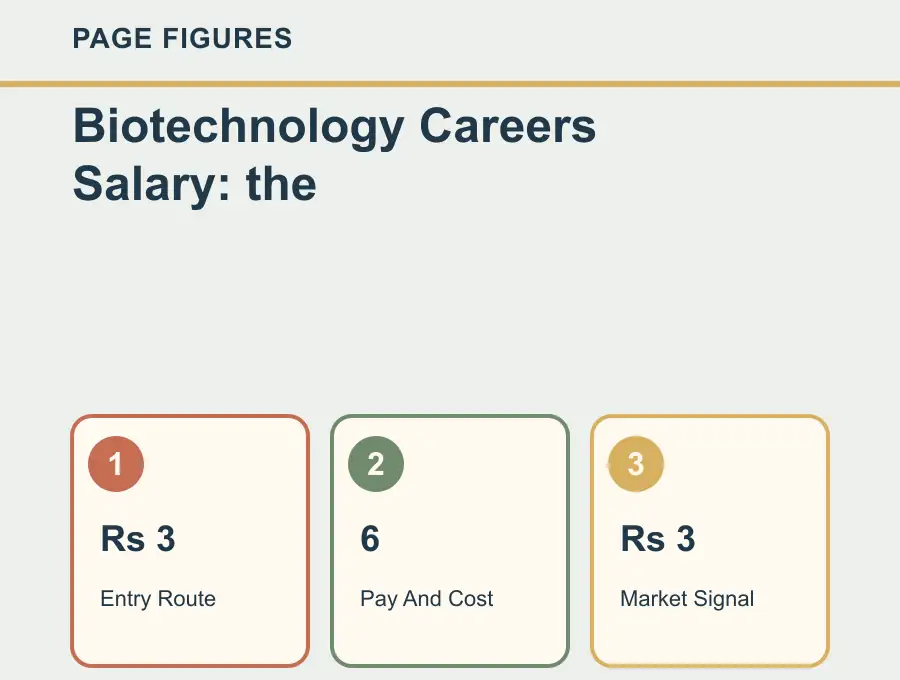 PAGE FIGURES
Biotechnology Careers
Salary: the
1
Rs 3
Entry Route
2
6
Pay And Cost
3
Rs 3
Market Signal